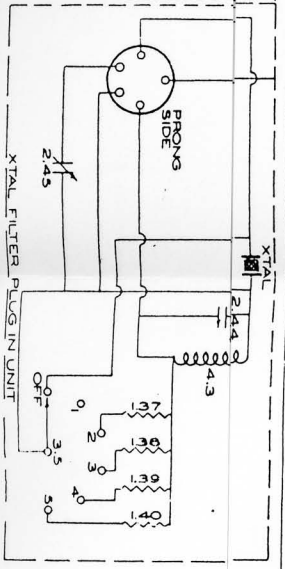 XTAL
2.44
4.3
PRONG
SIDE
2.45
1.37
1.38
1.39
1.40
OFF
1
2
3
4
5
3.5
XTAL FILTER PLUG IN UNIT